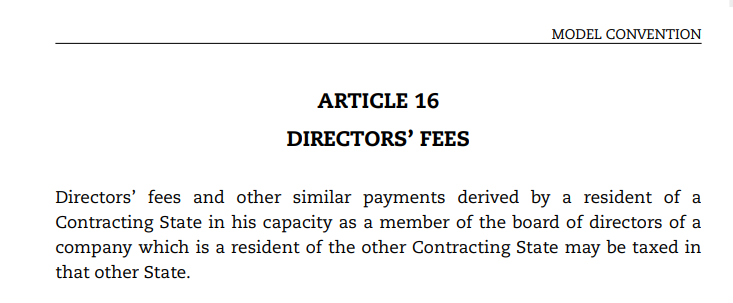 MODEL CONVENTION
ARTICLE 16
DIRECTORS’ FEES
Directors’ fees and other similar payments derived by a resident of a
Contracting State in his capacity as a member of the board of directors of a
company which is a resident of the other Contracting State may be taxed in
that other State.